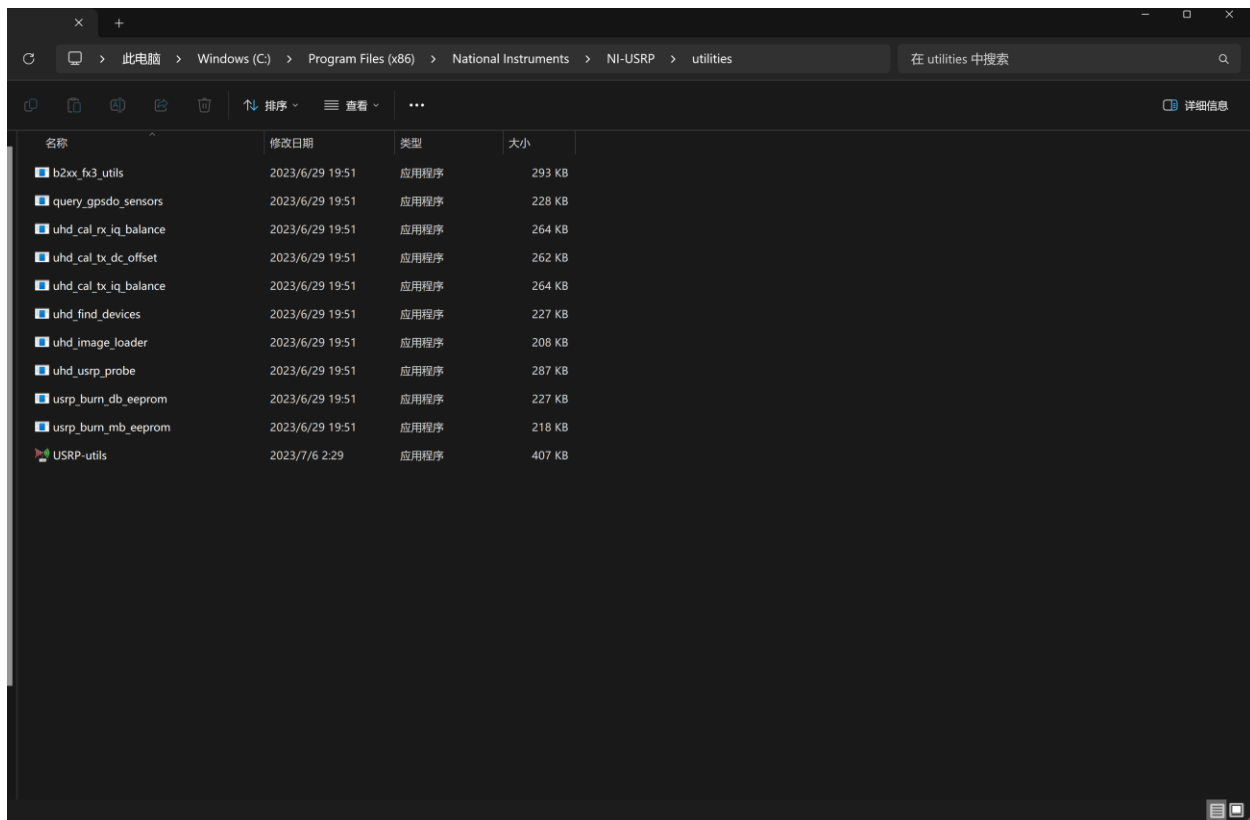 此电脑 > Windows (C:) > Program Files (x86) > National Instruments > NI-USRP > utilities 在 utilities 中搜索
排序 查看 ... 详细信息
名称 修改日期 类型 大小
b2xx_fx3_utils 2023/6/29 19:51 应用程序 293 KB
query_gpsdo_sensors 2023/6/29 19:51 应用程序 228 KB
uhd_cal_rx_iq_balance 2023/6/29 19:51 应用程序 264 KB
uhd_cal_tx_dc_offset 2023/6/29 19:51 应用程序 262 KB
uhd_cal_tx_iq_balance 2023/6/29 19:51 应用程序 264 KB
uhd_find_devices 2023/6/29 19:51 应用程序 227 KB
uhd_image_loader 2023/6/29 19:51 应用程序 208 KB
uhd_usrp_probe 2023/6/29 19:51 应用程序 287 KB
usrp_burn_db_eeprom 2023/6/29 19:51 应用程序 227 KB
usrp_burn_mb_eeprom 2023/6/29 19:51 应用程序 218 KB
USRP-utils 2023/7/6 2:29 应用程序 407 KB